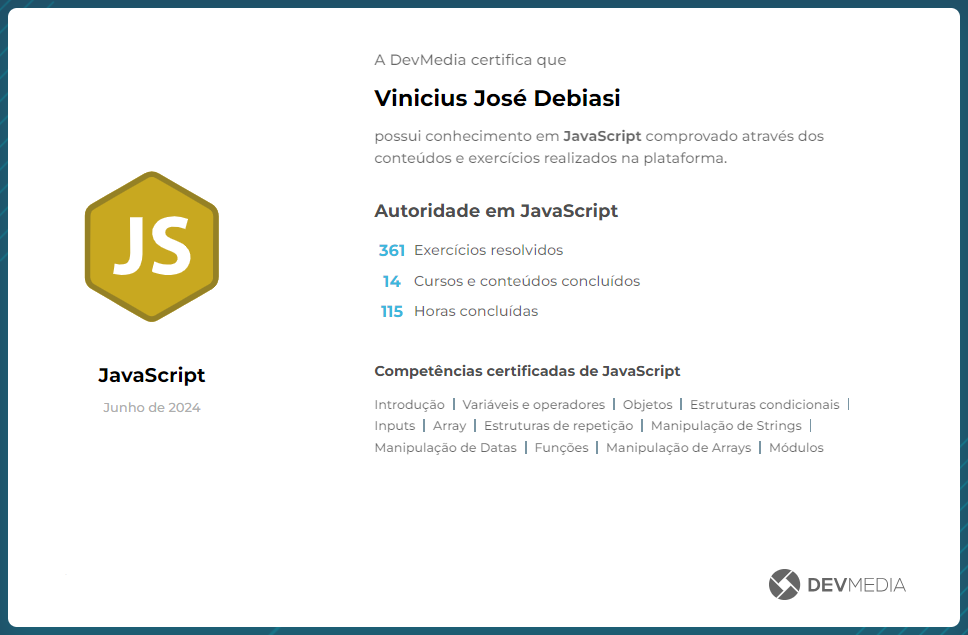 A DevMedia certifica que
Vinicius José Debiasi
possui conhecimento em JavaScript comprovado através dos
conteúdos e exercícios realizados na plataforma.
JS
JavaScript
Junho de 2024
Autoridade em JavaScript
361 Exercícios resolvidos
14 Cursos e conteúdos concluídos
115 Horas concluídas
Competências certificadas de JavaScript
Introdução | Variáveis e operadores | Objetos | Estruturas condicionais |
Inputs | Array | Estruturas de repetição | Manipulação de Strings |
Manipulação de Datas | Funções | Manipulação de Arrays | Módulos
DEVMEDIA